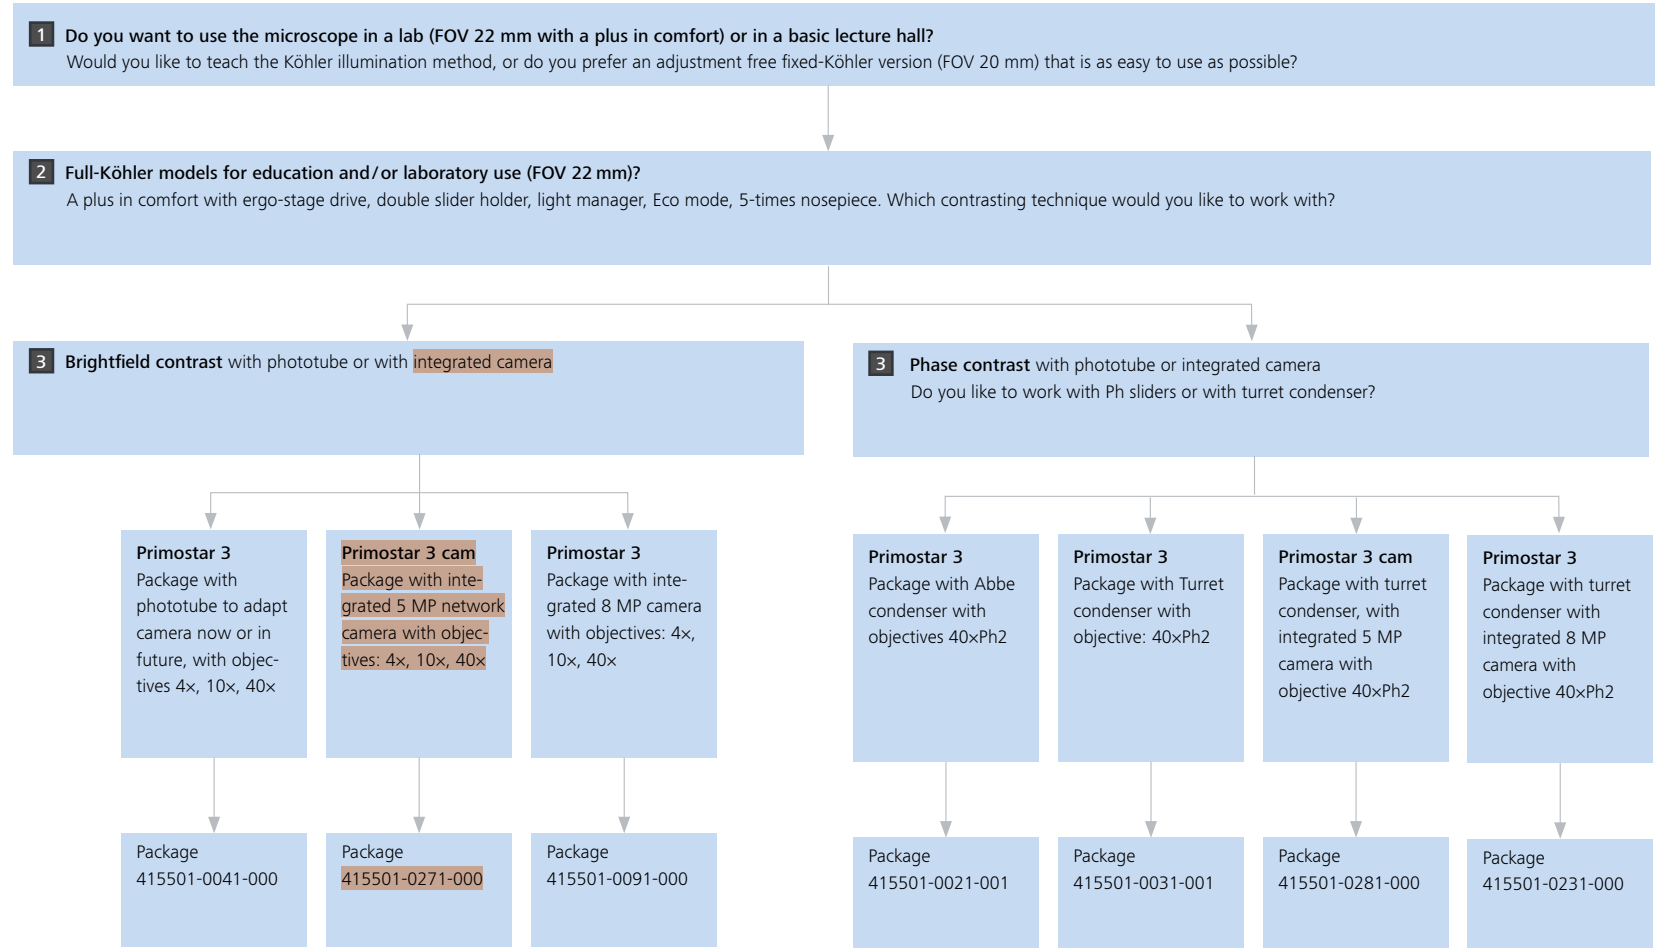 1 Do you want to use the microscope in a lab (FOV 22 mm with a plus in comfort) or in a basic lecture hall?
Would you like to teach the Köhler illumination method, or do you prefer an adjustment free fixed-Köhler version (FOV 20 mm) that is as easy to use as possible?
2 Full-Köhler models for education and/or laboratory use (FOV 22 mm)?
A plus in comfort with ergo-stage drive, double slider holder, light manager, Eco mode, 5-times nosepiece. Which contrasting technique would you like to work with?
3 Brightfield contrast with phototube or with integrated camera
3 Phase contrast with phototube or integrated camera
Do you like to work with Ph sliders or with turret condenser?
Primostar 3
Package with
phototube to adapt
camera now or in
future, with objec-
tives 4×, 10×, 40×
Primostar 3 cam
Package with inte-
grated 5 MP network
camera with objec-
tives: 4×, 10×, 40×
Primostar 3
Package with inte-
grated 8 MP camera
with objectives: 4×,
10×, 40×
Primostar 3
Package with Abbe
condenser with
objectives 40×Ph2
Primostar 3
Package with Turret
condenser with
objective: 40×Ph2
Primostar 3 cam
Package with turret
condenser, with
integrated 5 MP
camera with
objective 40×Ph2
Primostar 3
Package with turret
condenser with
integrated 8 MP
camera with
objective 40×Ph2
Package
415501-0041-000
Package
415501-0271-000
Package
415501-0091-000
Package
415501-0021-001
Package
415501-0031-001
Package
415501-0281-000
Package
415501-0231-000